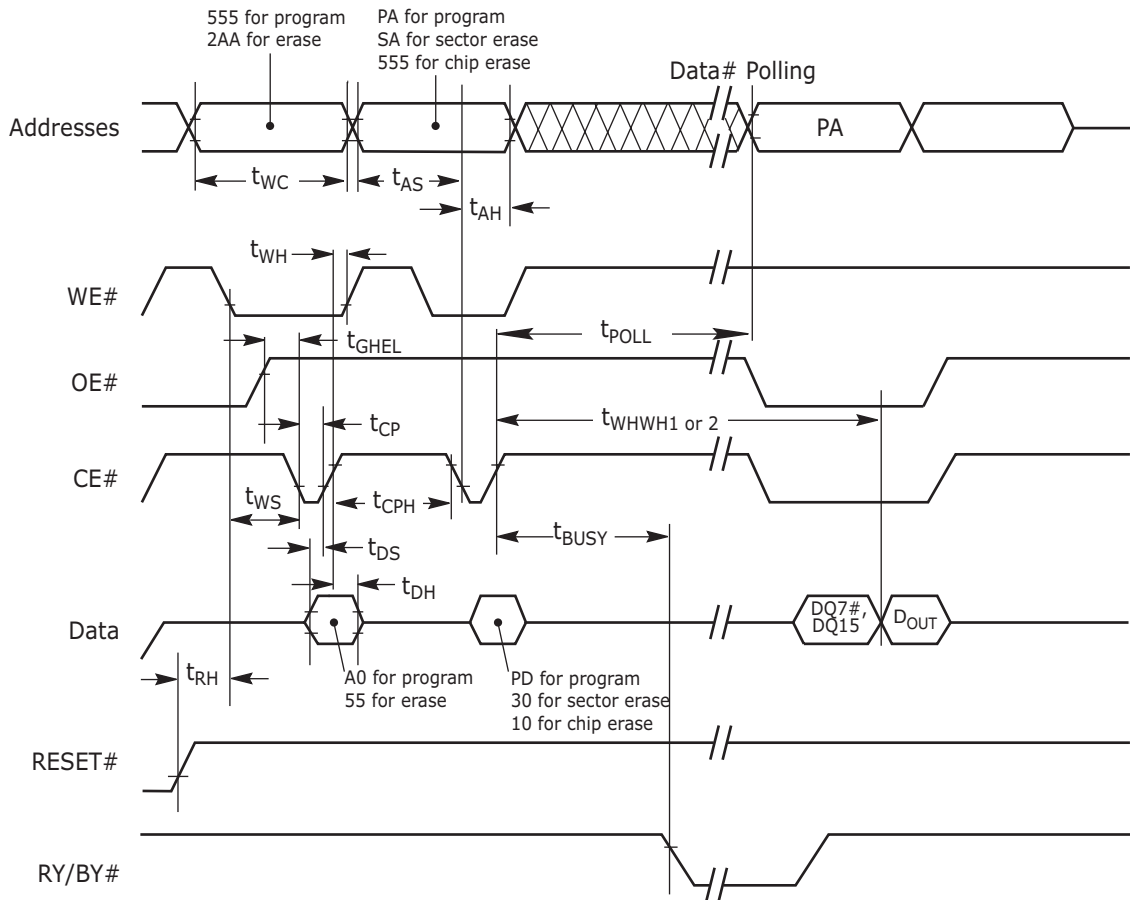 555 for program
2AA for erase
PA for program
SA for sector erase
555 for chip erase
Data# Polling
Addresses
PA
tWC
tAS
tAH
tWH
WE#
tGHEL
tPOLL
OE#
tCP
tWHWH1 or 2
CE#
tWS
tCPH
tBUSY
tDS
tDH
Data
DQ7#,
DQ15
DOUT
tRH
A0 for program
55 for erase
PD for program
30 for sector erase
10 for chip erase
RESET#
RY/BY#